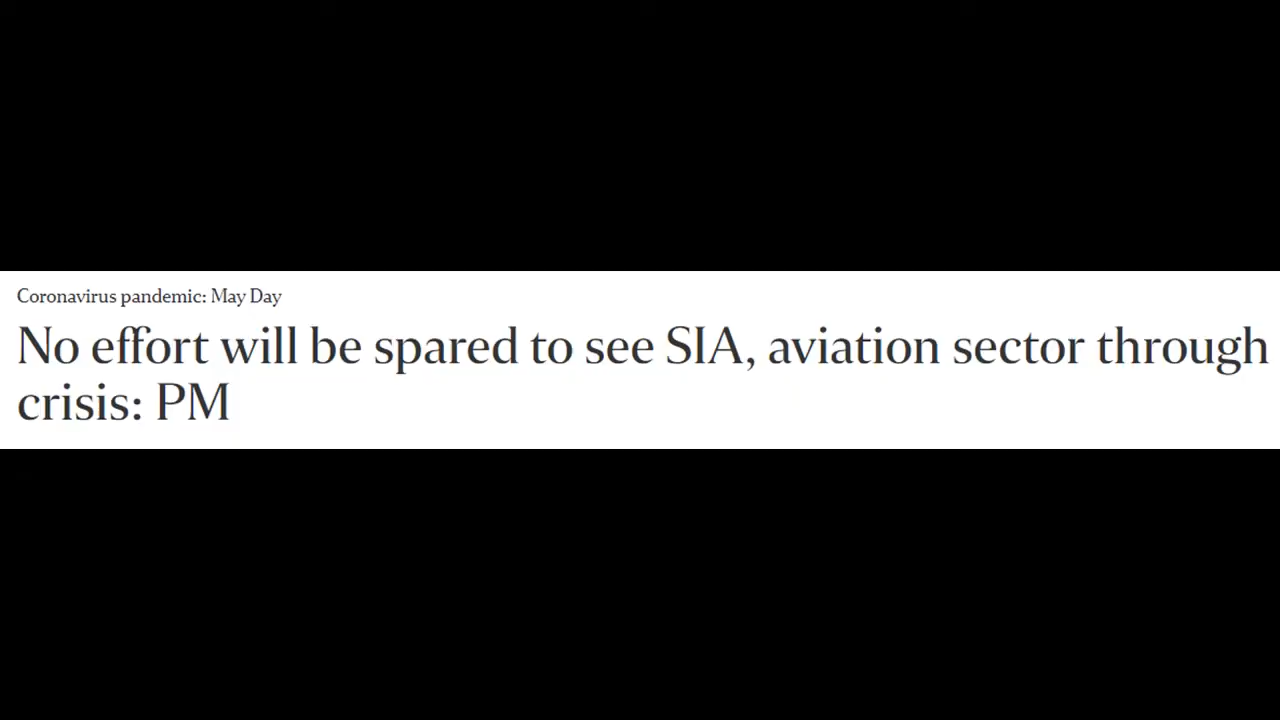 Coronavirus pandemic: May Day
No effort will be spared to see SIA, aviation sector through
crisis: PM